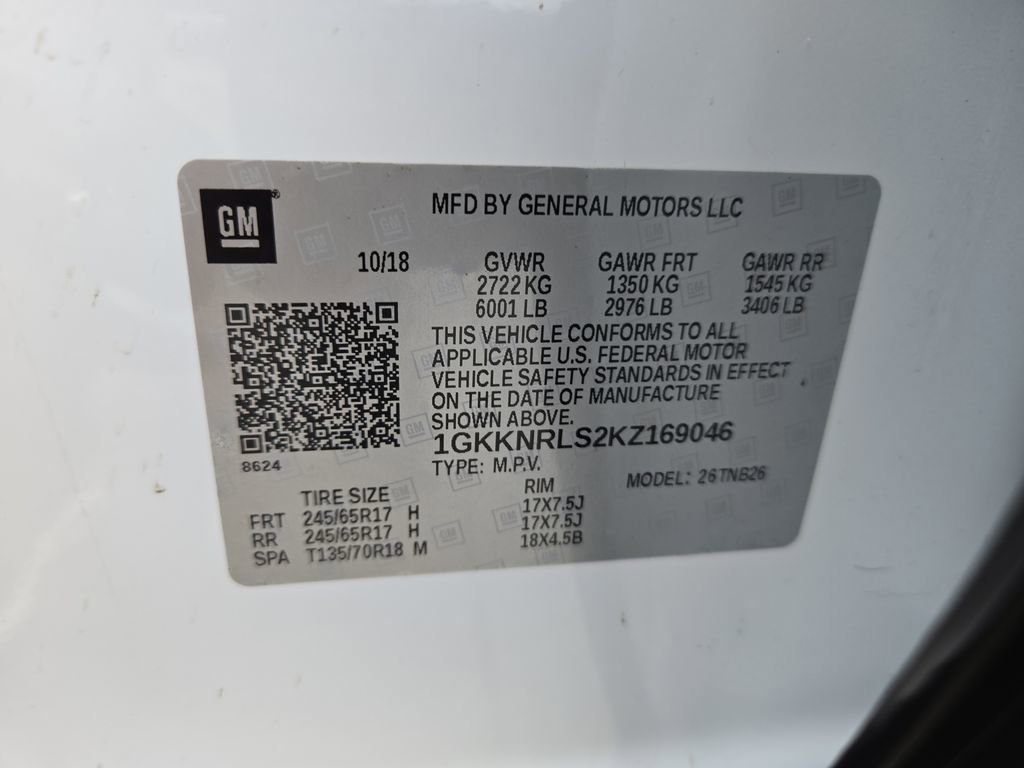 GM
MFD BY GENERAL MOTORS LLC
10/18 GVWR GAWR FRT GAWR RR
2722 KG 1350 KG 1545 KG
6001 LB 2976 LB 3406 LB
THIS VEHICLE CONFORMS TO ALL
APPLICABLE U.S. FEDERAL MOTOR
VEHICLE SAFETY STANDARDS IN EFFECT
ON THE DATE OF MANUFACTURE
SHOWN ABOVE.
1GKKNRLS2KZ169046
8624
TYPE: M.P.V. MODEL: 26TNB26
TIRE SIZE RIM
FRT 245/65R17 H 17X7.5J
RR 245/65R17 H 17X7.5J
SPA T135/70R18 M 18X4.5B